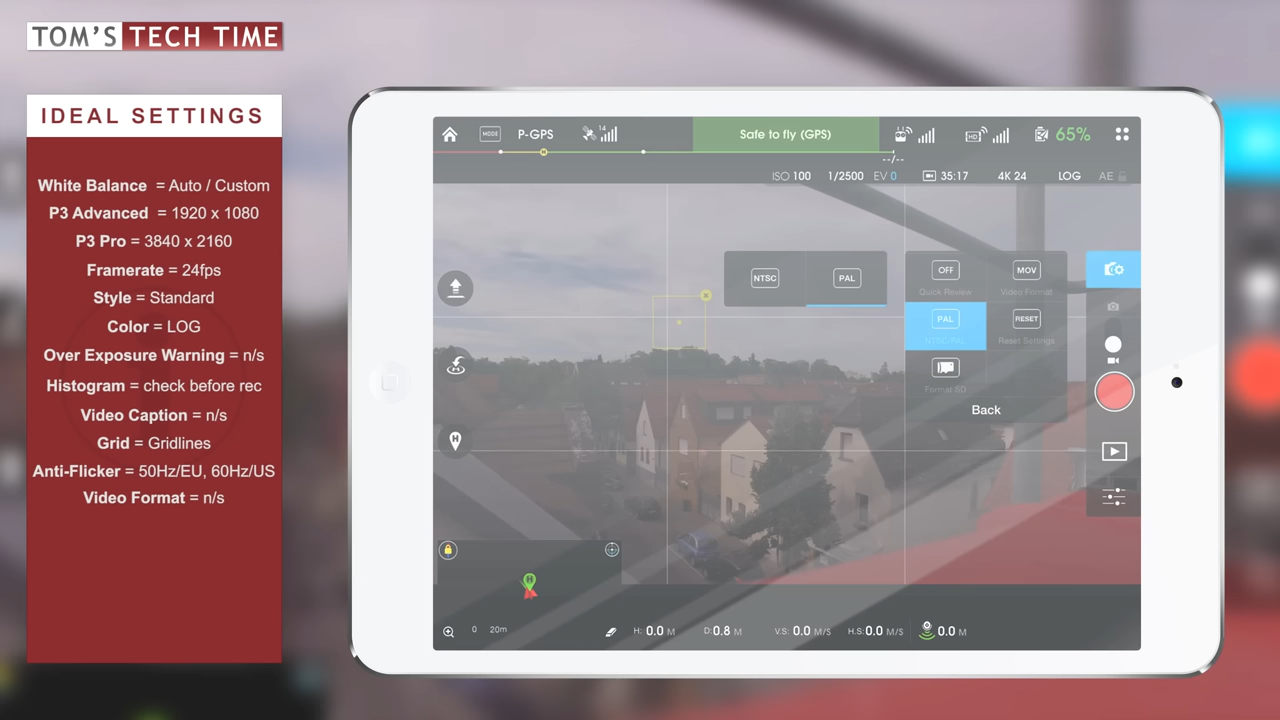 TOM'S TECH TIME
IDEAL SETTINGS
White Balance = Auto / Custom
P3 Advanced = 1920 x 1080
P3 Pro = 3840 x 2160
Framerate = 24fps
Style = Standard
Color = LOG
Over Exposure Warning = n/s
Histogram = check before rec
Video Caption = n/s
Grid = Gridlines
Anti-Flicker = 50Hz/EU, 60Hz/US
Video Format = n/s
MODE P-GPS 14 Safe to fly (GPS) HD 65%
--/--
ISO 100 1/2500 EV 0 35:17 4K 24 LOG AE
NTSC PAL
OFF MOV
Quick Review Video Format
PAL RESET
NTSC/PAL Reset Settings
Format SD
Back
H
H
0 20m H: 0.0 M D:0.8 M V.S: 0.0 M/S H.S:0.0 M/S 0.0 M